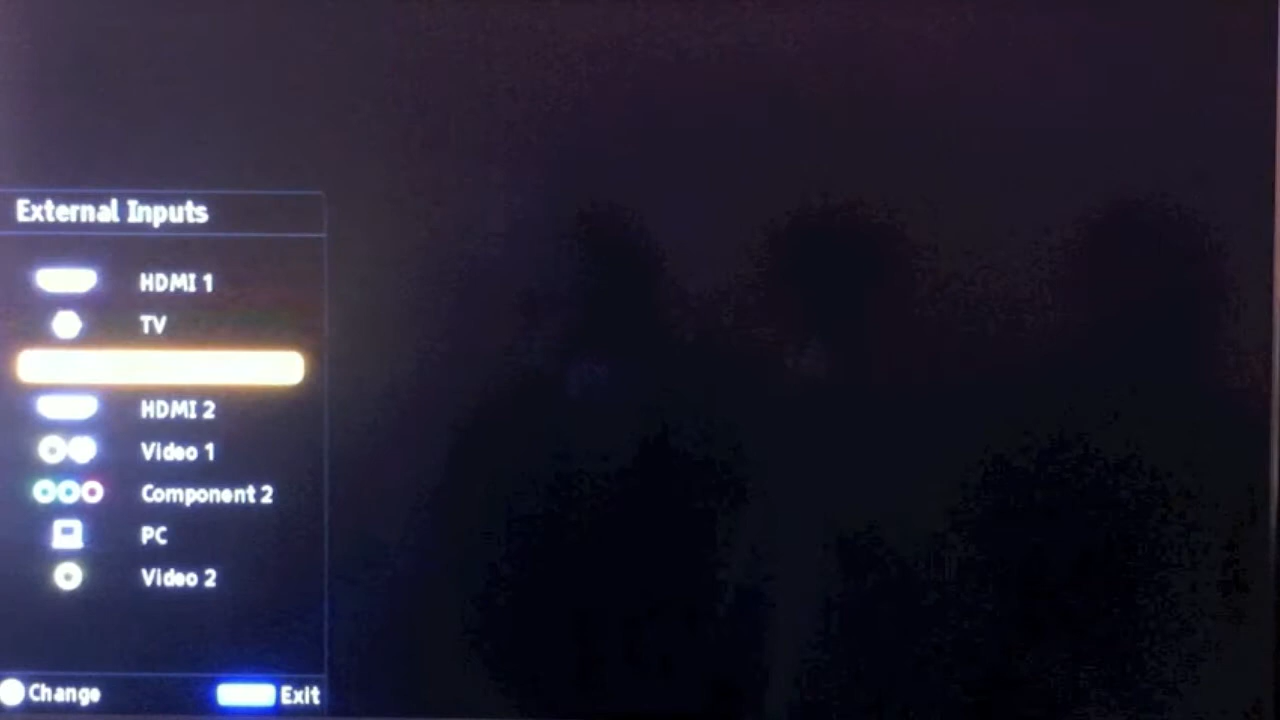 External Inputs
HDMI 1
TV
HDMI 2
Video 1
Component 2
PC
Video 2
Change Exit